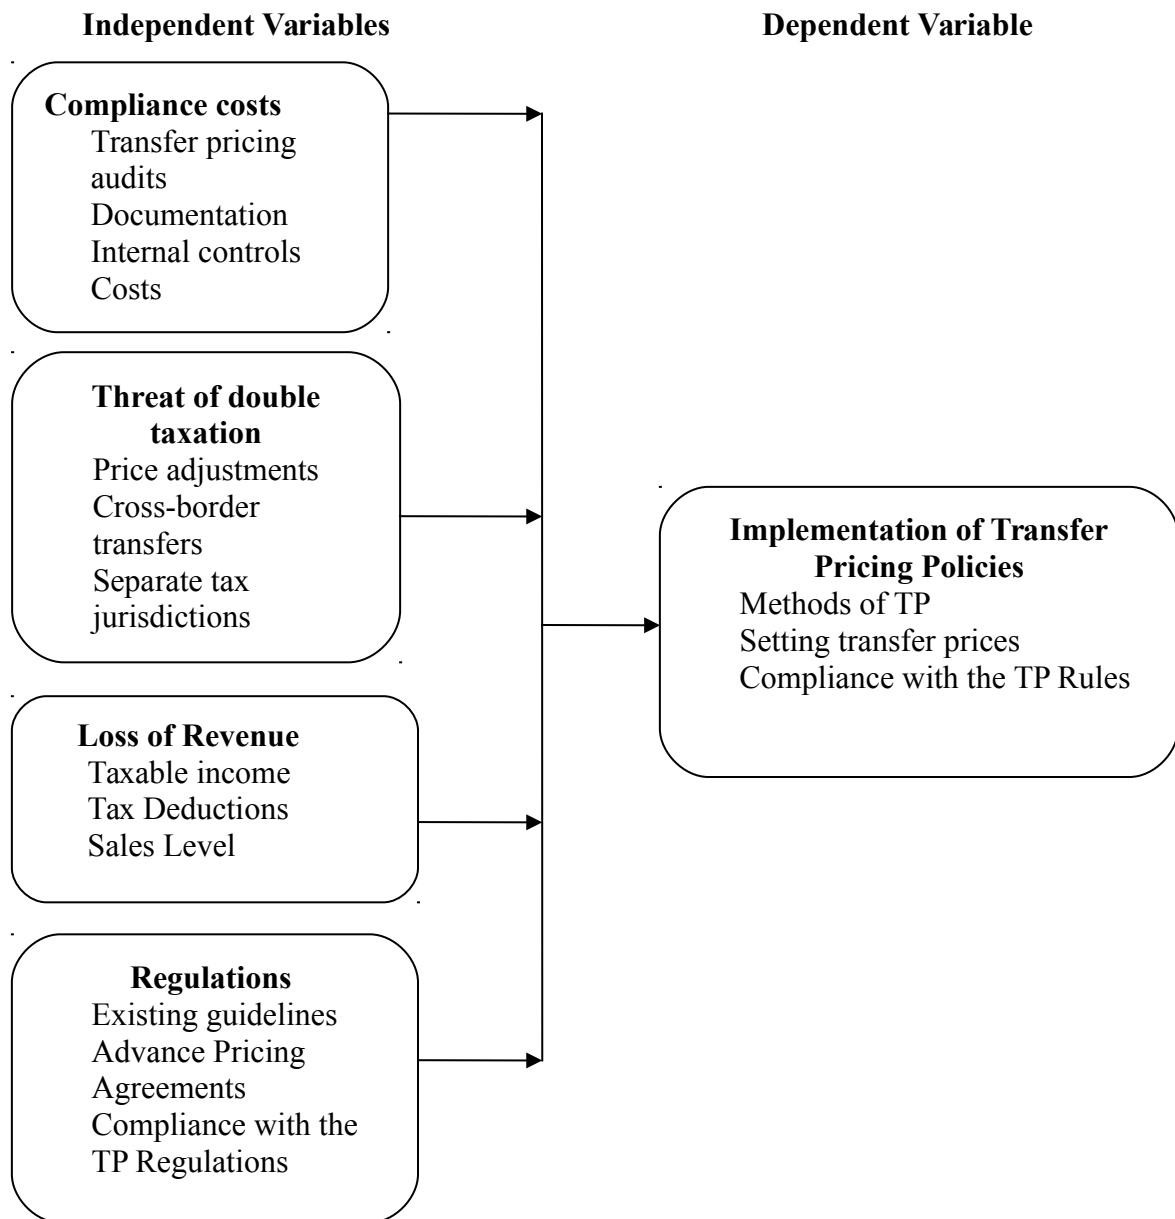 Independent Variables
Dependent Variable
Compliance costs
Transfer pricing
audits
Documentation
Internal controls
Costs
Threat of double
taxation
Price adjustments
Cross-border
transfers
Separate tax
jurisdictions
Loss of Revenue
Taxable income
Tax Deductions
Sales Level
Regulations
Existing guidelines
Advance Pricing
Agreements
Compliance with the
TP Regulations
Implementation of Transfer
Pricing Policies
Methods of TP
Setting transfer prices
Compliance with the TP Rules